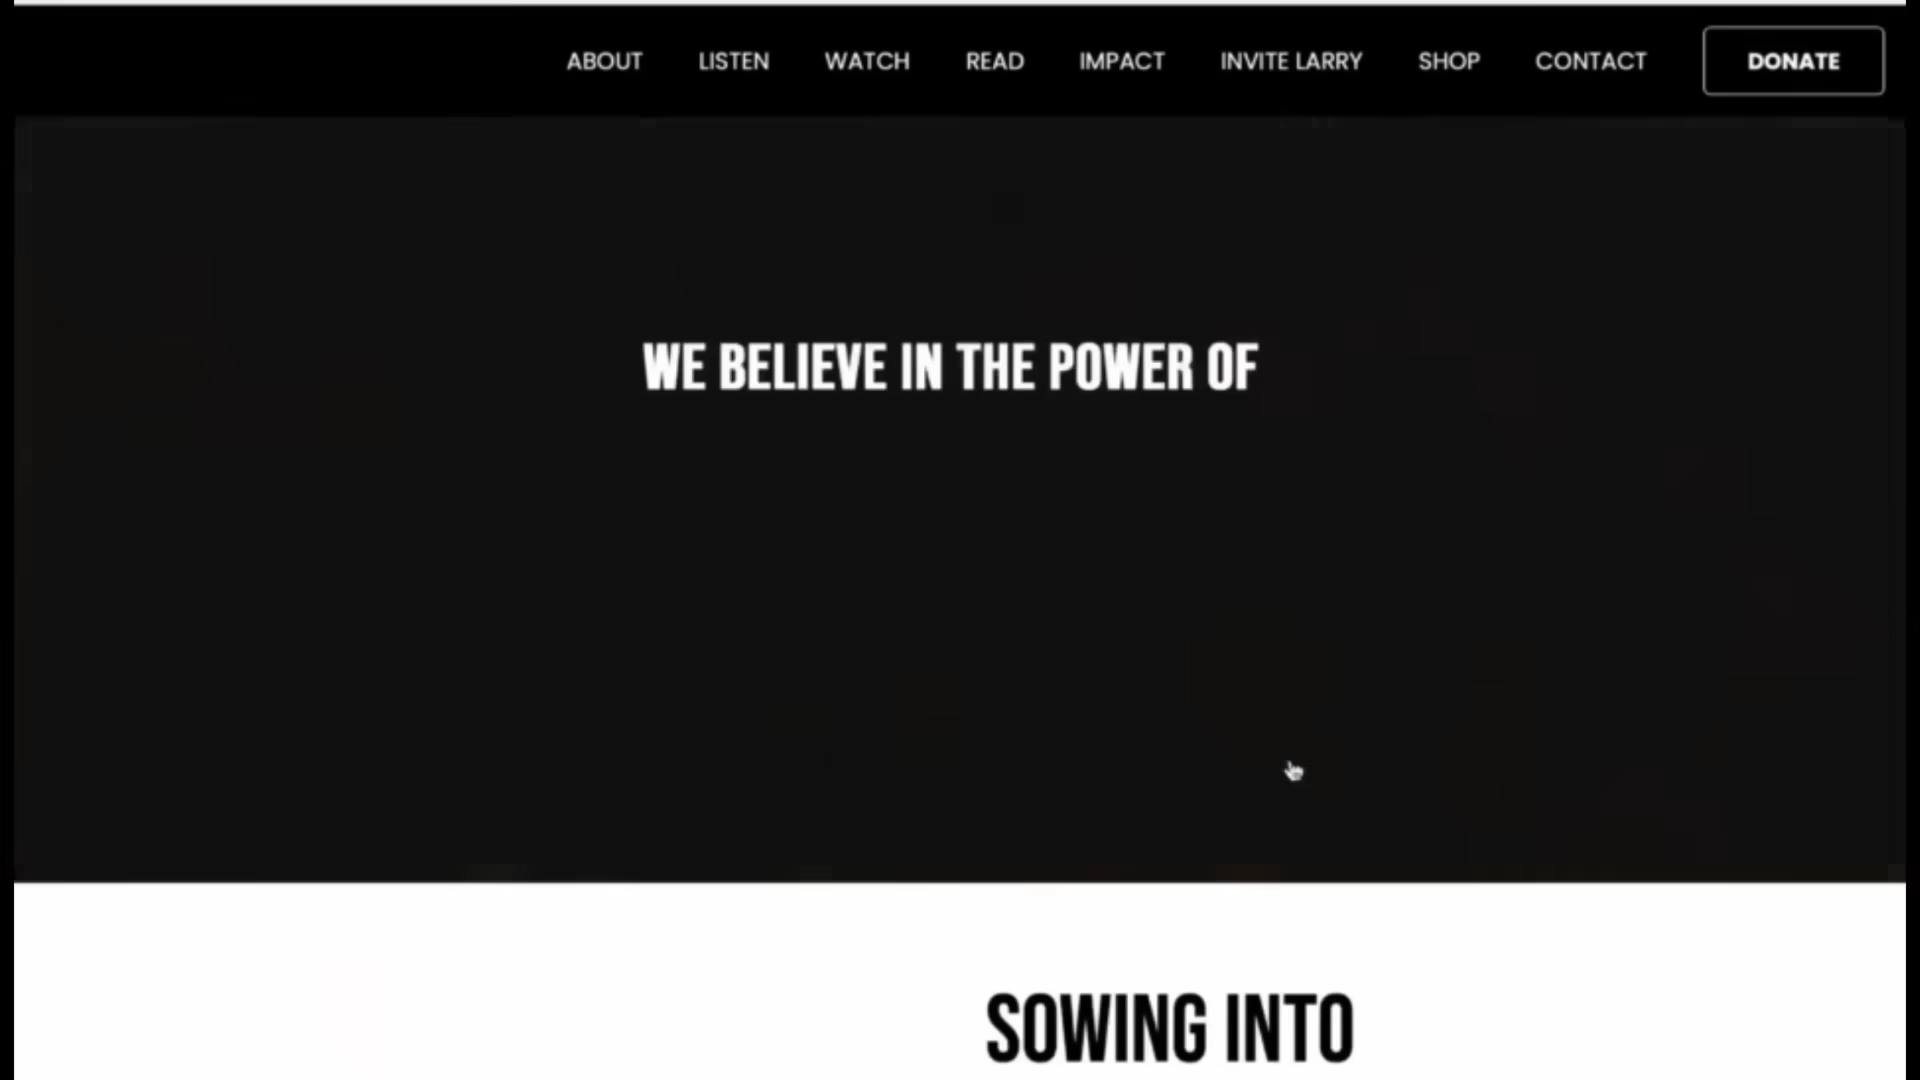 ABOUT LISTEN WATCH READ IMPACT INVITE LARRY SHOP CONTACT DONATE
WE BELIEVE IN THE POWER OF
SOWING INTO